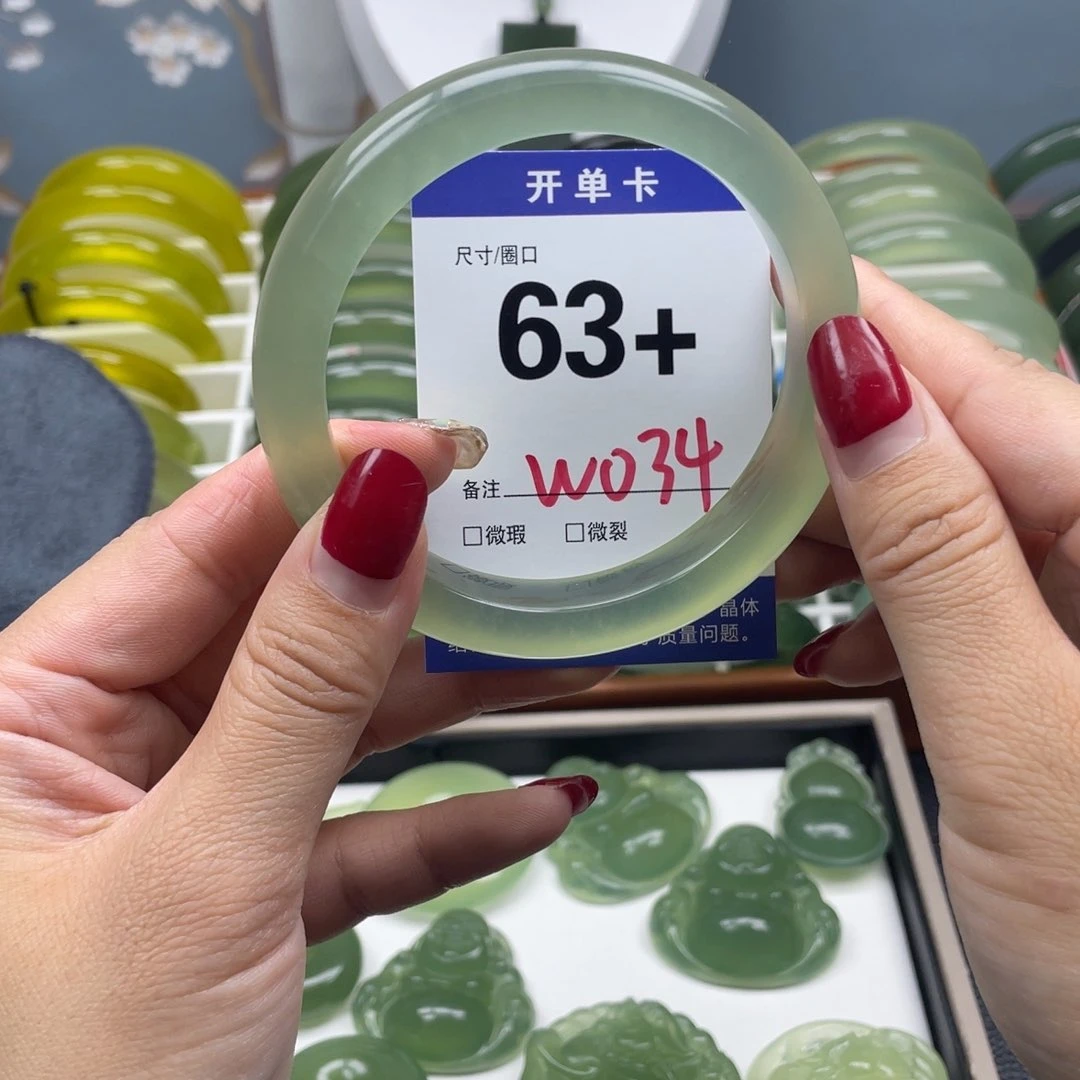 开单卡
尺寸/圈口
63+
备注 W034
□微瑕 □微裂
晶体
质量问题。